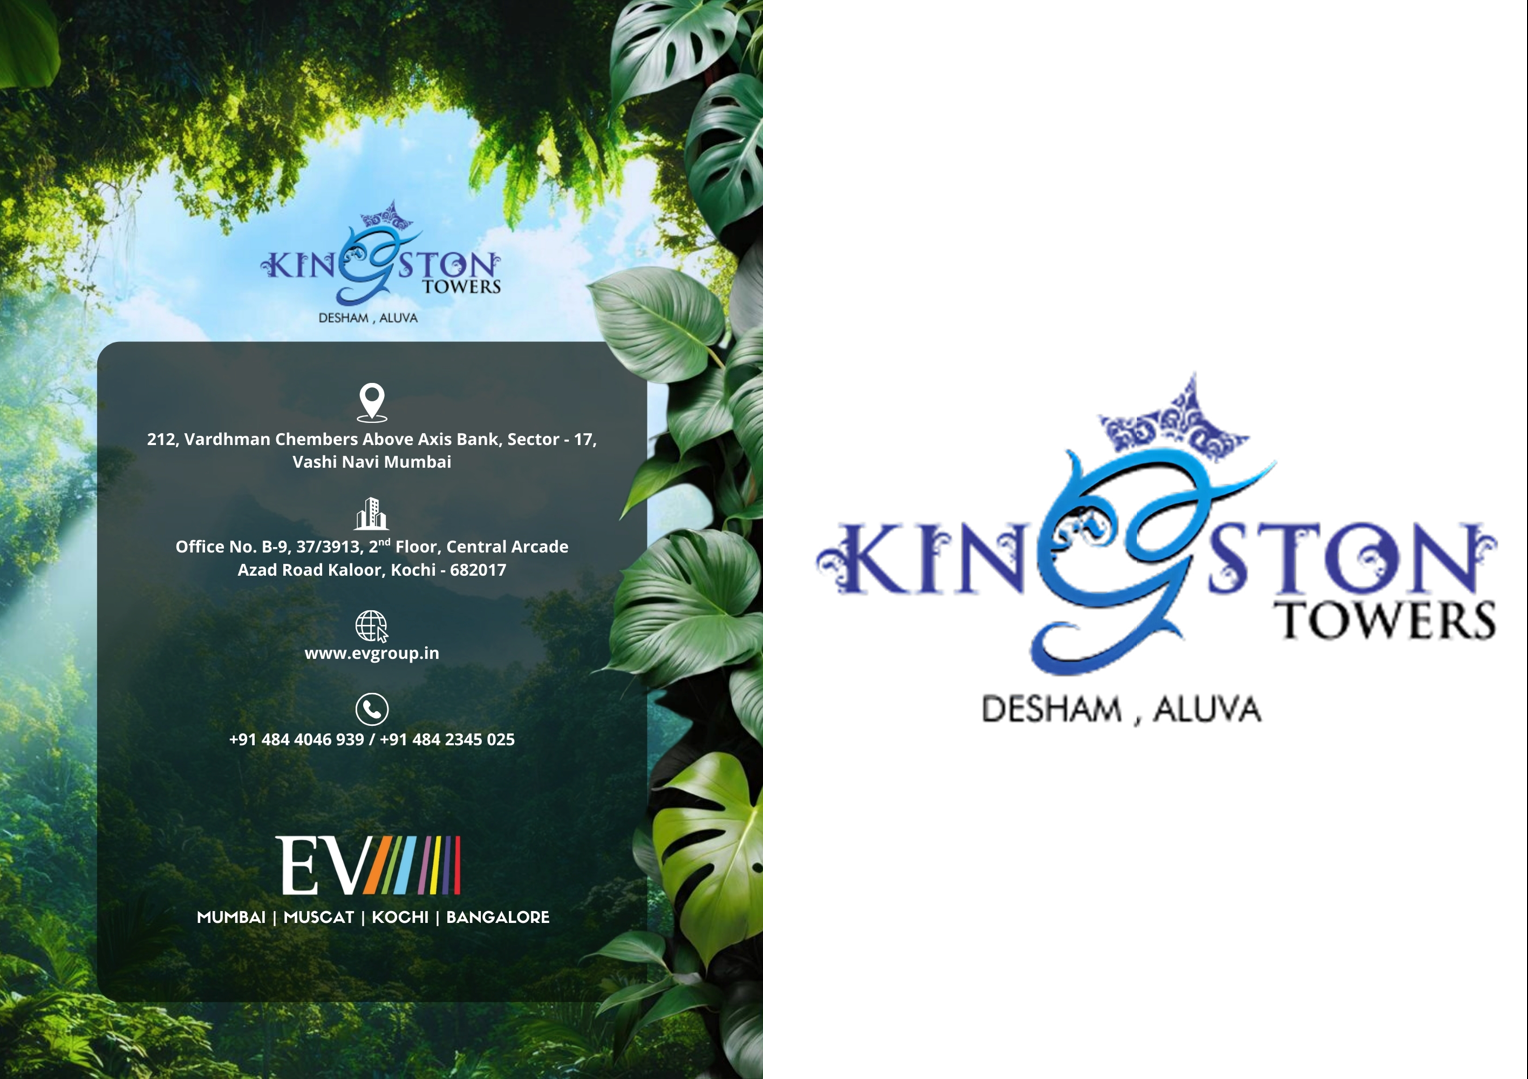 KINGSTON
TOWERS
DESHAM , ALUVA
212, Vardhman Chembers Above Axis Bank, Sector - 17,
Vashi Navi Mumbai
Office No. B-9, 37/3913, 2nd Floor, Central Arcade
Azad Road Kaloor, Kochi - 682017
www.evgroup.in
+91 484 4046 939 / +91 484 2345 025
EV
MUMBAI | MUSCAT | KOCHI | BANGALORE
KINGSTON
TOWERS
DESHAM , ALUVA